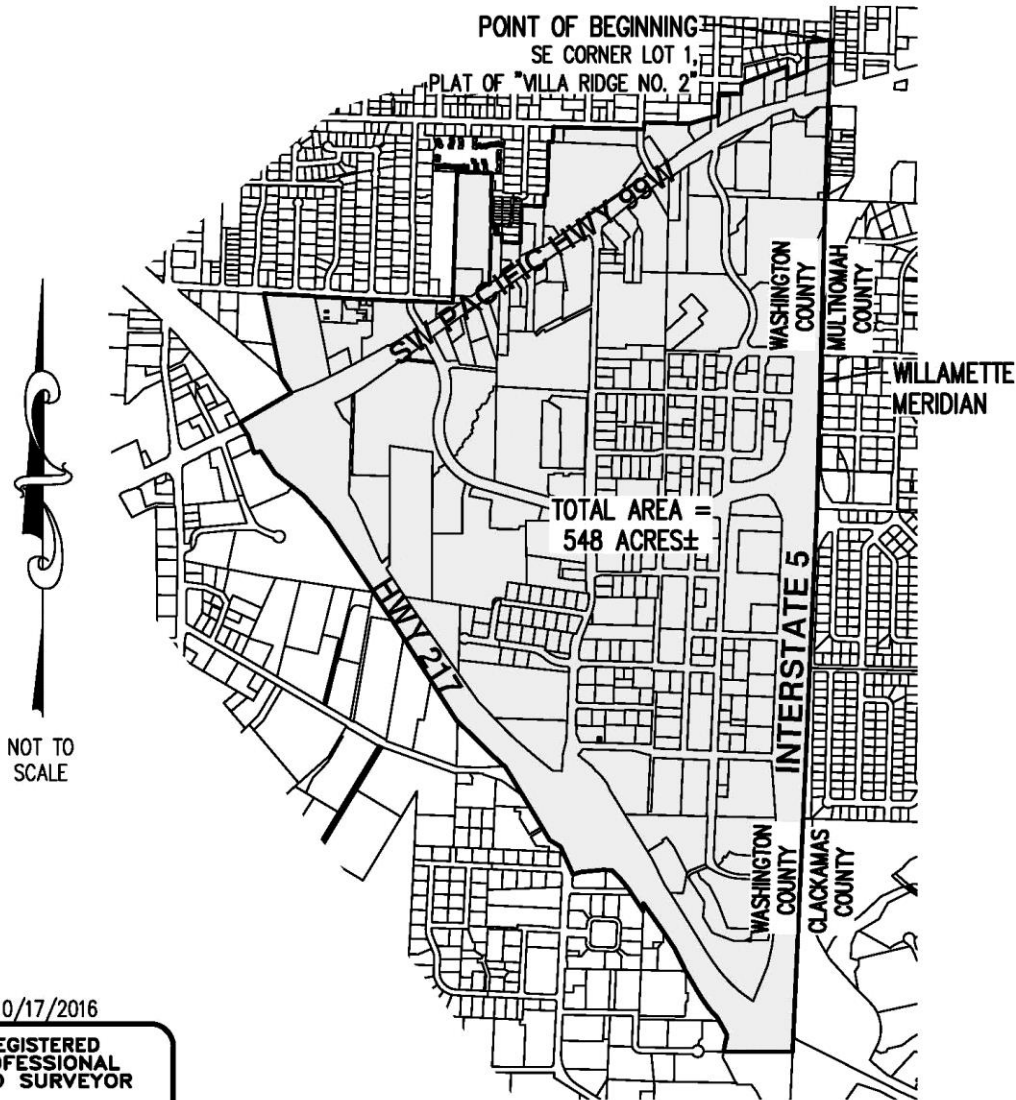 POINT OF BEGINNING
SE CORNER LOT 1,
PLAT OF "VILLA RIDGE NO. 2"
SW PACIFIC HWY 99W
WASHINGTON
COUNTY
MULTNOMAH
COUNTY
WILLAMETTE
MERIDIAN
TOTAL AREA =
548 ACRES±
HWY 217
INTERSTATE 5
NOT TO
SCALE
WASHINGTON
COUNTY
CLACKAMAS
COUNTY
0/17/2016
EGISTERED
OFESSIONAL
D SURVEYOR